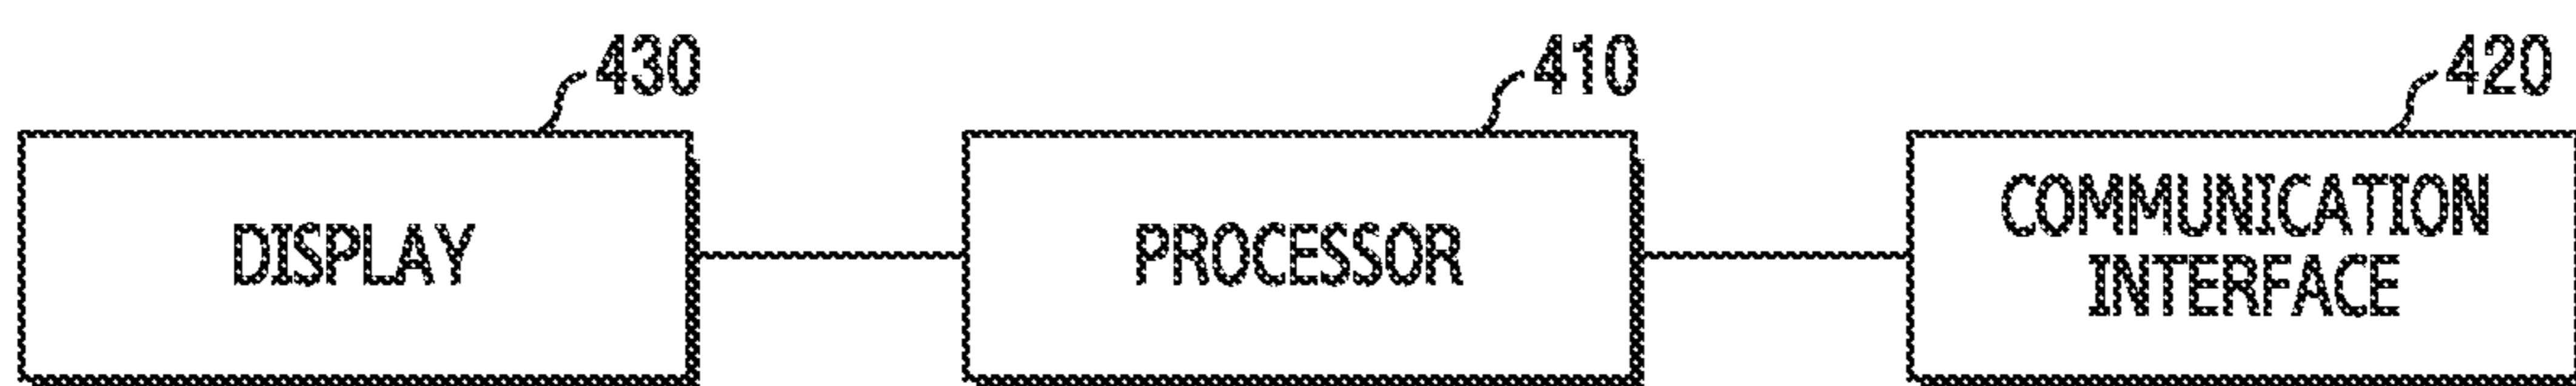 430
410
420
DISPLAY
PROCESSOR
COMMUNICATION
INTERFACE